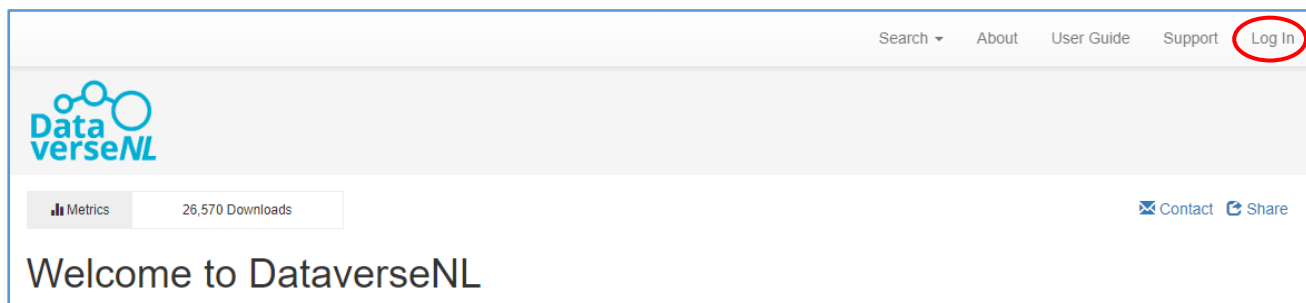 Search About User Guide Support Log In
Data
verseNL
Metrics 26,570 Downloads Contact Share
Welcome to DataverseNL